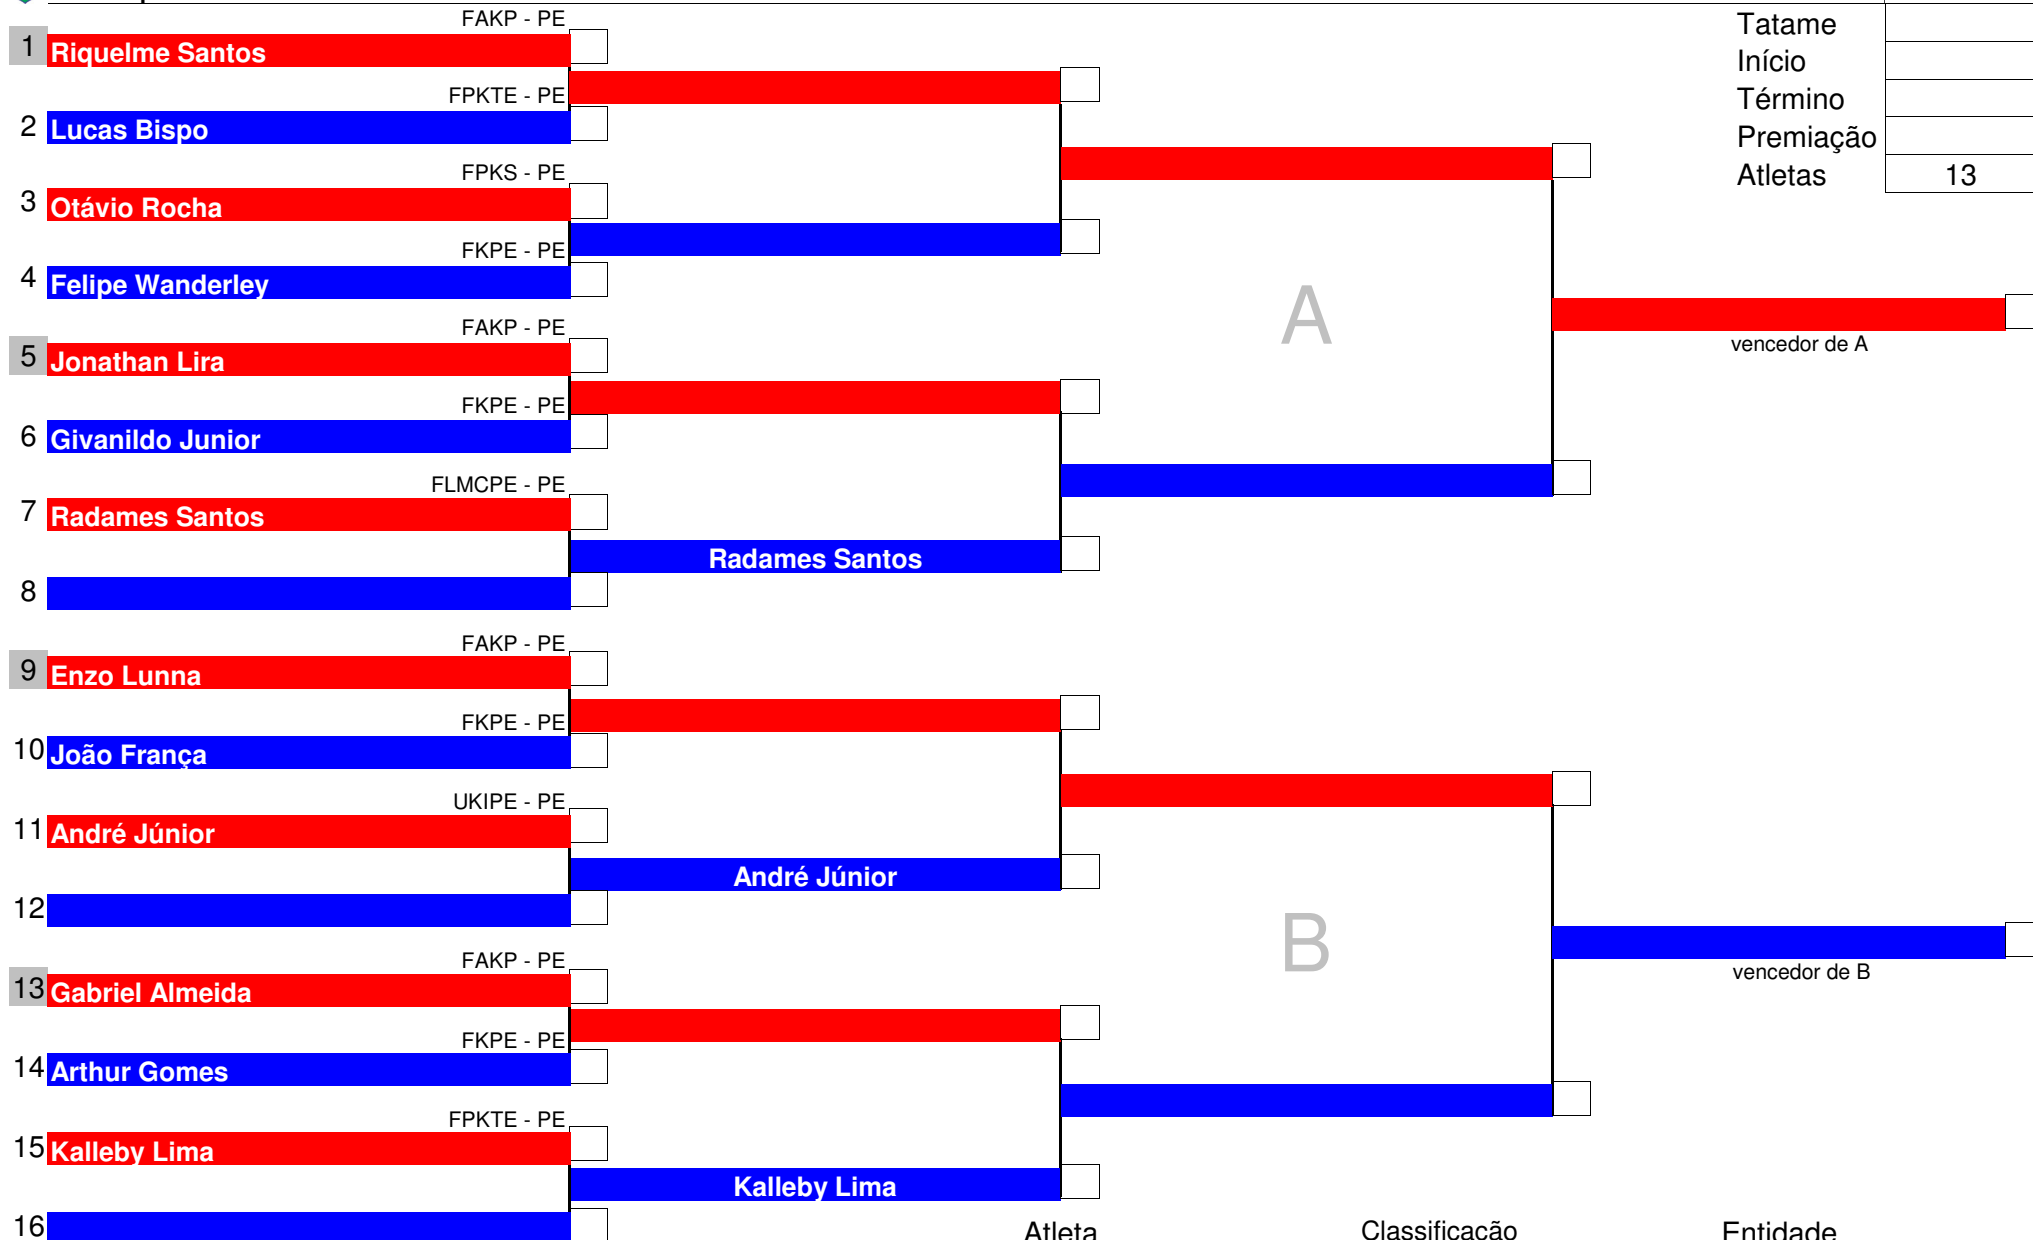 FAKP - PE
1 Riquelme Santos
FPKTE - PE
2 Lucas Bispo
FPKS - PE
3 Otávio Rocha
FKPE - PE
4 Felipe Wanderley
FAKP - PE
5 Jonathan Lira
FKPE - PE
6 Givanildo Junior
FLMCPE - PE
7 Radames Santos
Radames Santos
8
FAKP - PE
9 Enzo Lunna
FKPE - PE
10 João França
UKIPE - PE
11 André Júnior
André Júnior
12
FAKP - PE
13 Gabriel Almeida
FKPE - PE
14 Arthur Gomes
FPKTE - PE
15 Kalleby Lima
Kalleby Lima
16
A
B
vencedor de A
vencedor de B
Tatame
Início
Término
Premiação
Atletas 13
Atleta Classificação Entidade